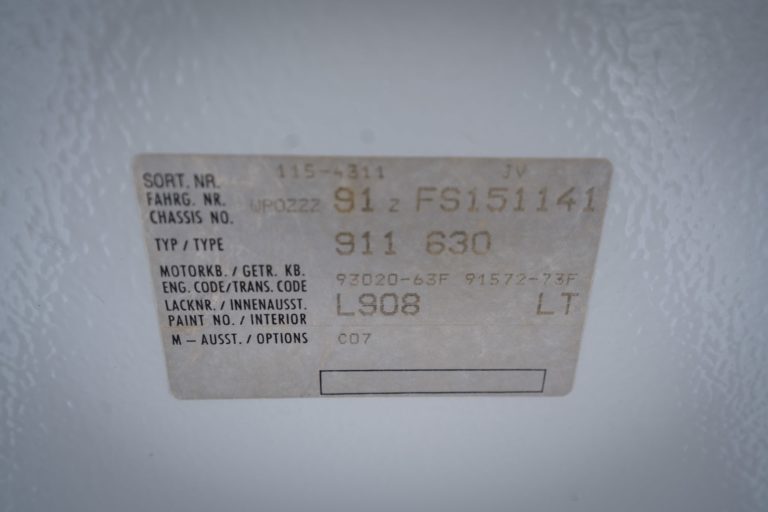 SORT. NR. 115-4311 JV
FAHRG. NR.
CHASSIS NO. WP0ZZZ 91 Z FS151141
TYP / TYPE 911 630
MOTORKB. / GETR. KB.
ENG. CODE/TRANS. CODE 93020-63F 91572-73F
LACKNR. / INNENAUSST. L908 LT
PAINT NO. / INTERIOR
M – AUSST. / OPTIONS C07